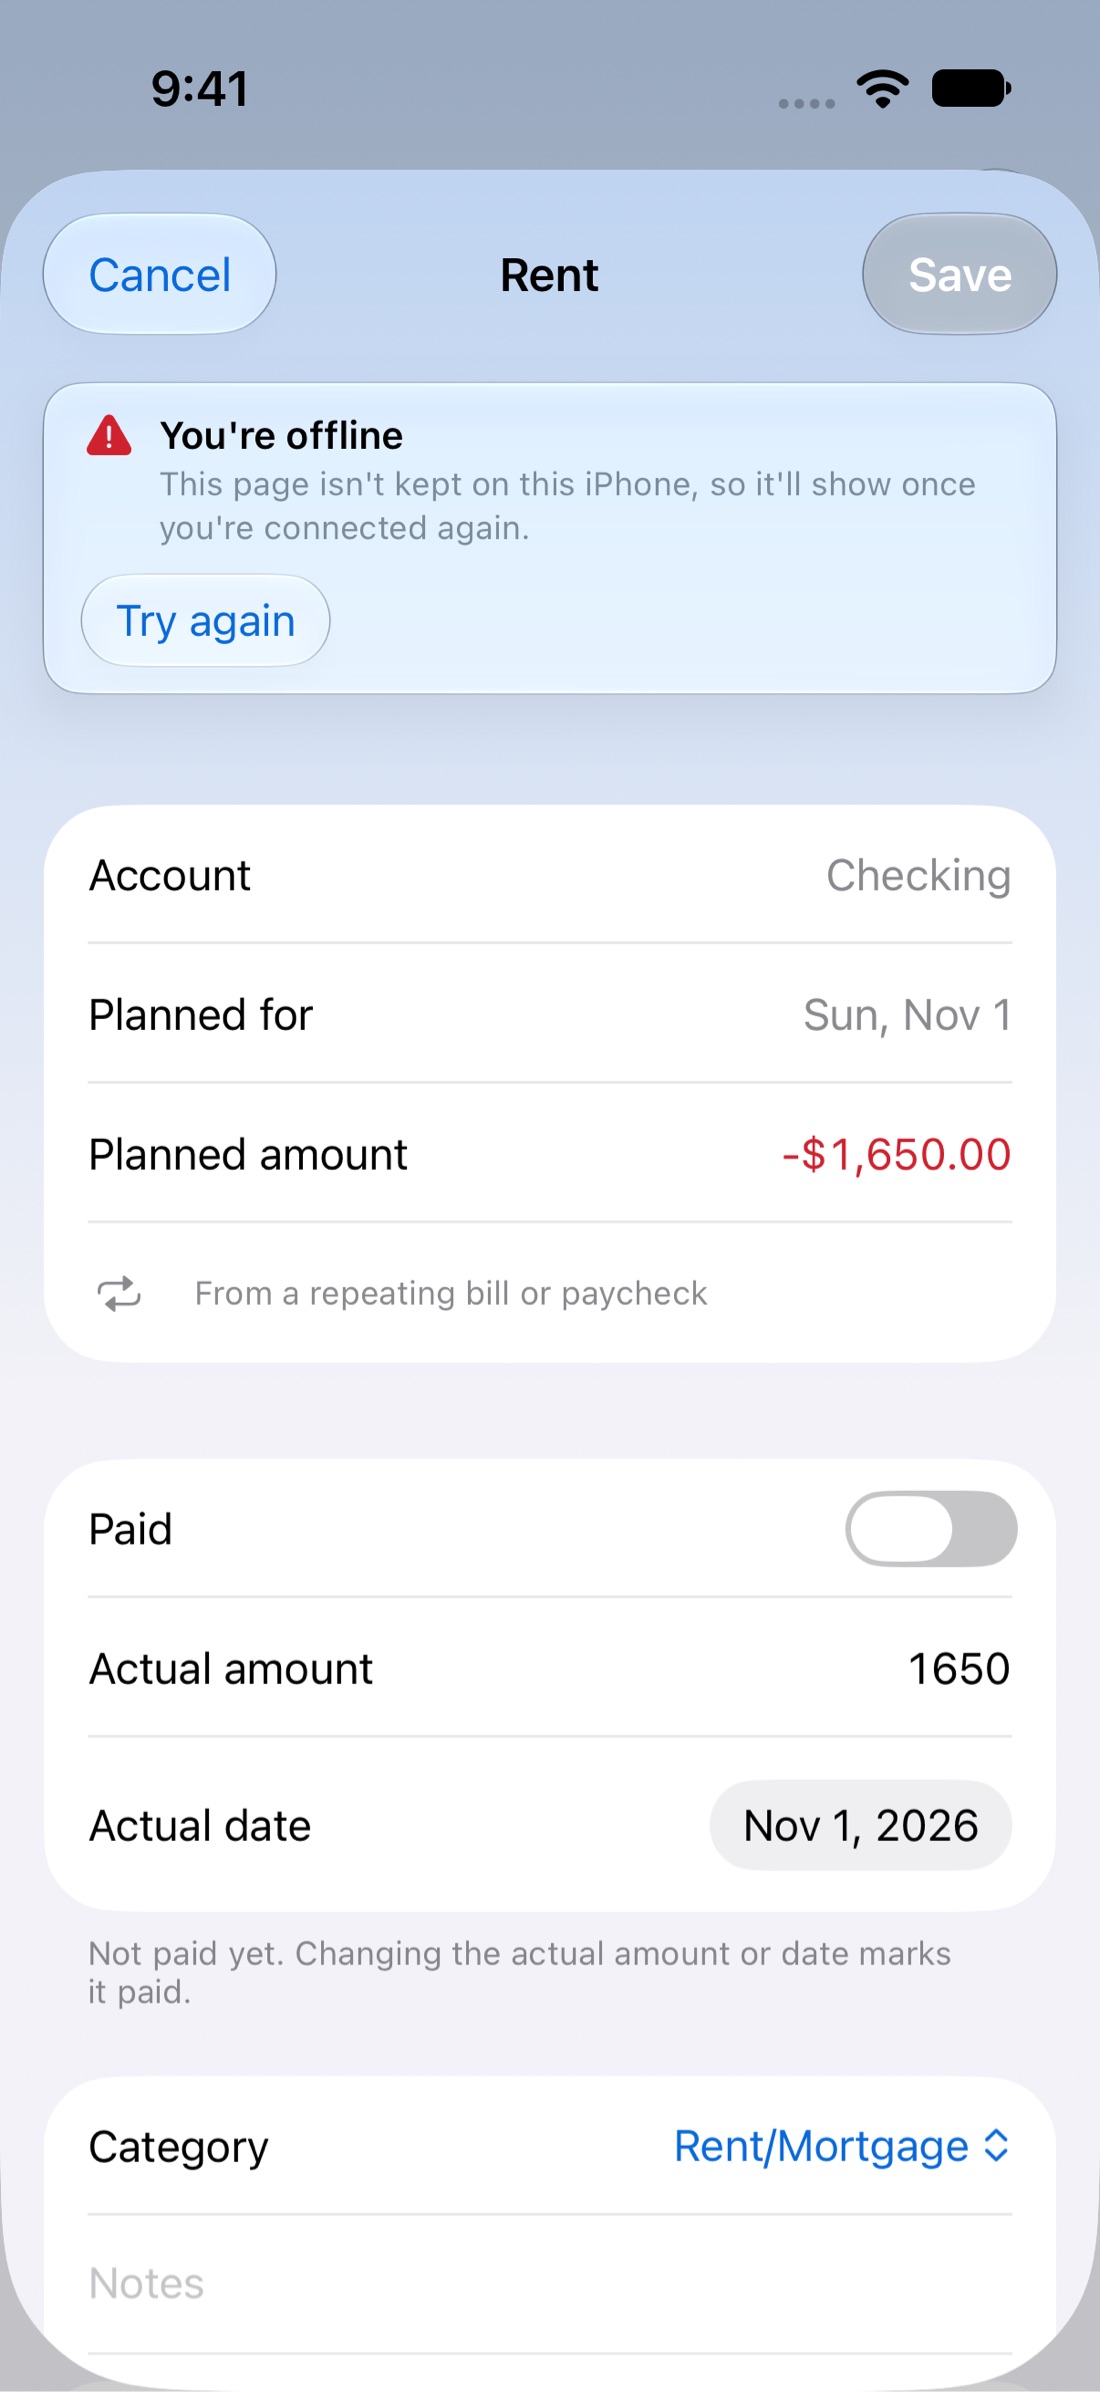 9:41
Cancel
Rent
Save
You're offline
This page isn't kept on this iPhone, so it'll show once
you're connected again.
Try again
Account
Checking
Planned for
Sun, Nov 1
Planned amount
-$1,650.00
From a repeating bill or paycheck
Paid
Actual amount
1650
Actual date
Nov 1, 2026
Not paid yet. Changing the actual amount or date marks
it paid.
Category
Rent/Mortgage
Notes